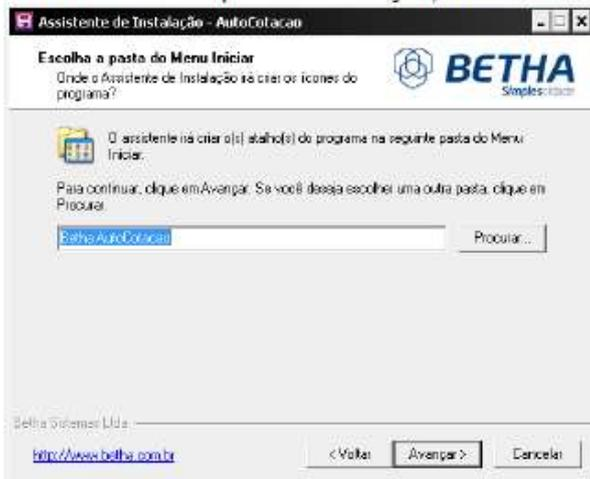 Assistente de Instalação - AutoCotacao
Escolha a pasta do Menu Iniciar
Onde o Assistente de Instalação irá criar os ícones do
programa?
BETHA
Simplescidade
O assistente irá criar o(s) atalho(s) do programa na seguinte pasta do Menu
Iniciar.
Para continuar, clique em Avançar. Se você deseja escolher uma outra pasta, clique em
Procurar.
Betha AutoCotacao
Procurar...
Betha Sistemas Ltda
http://www.betha.com.br
< Voltar
Avançar >
Cancelar